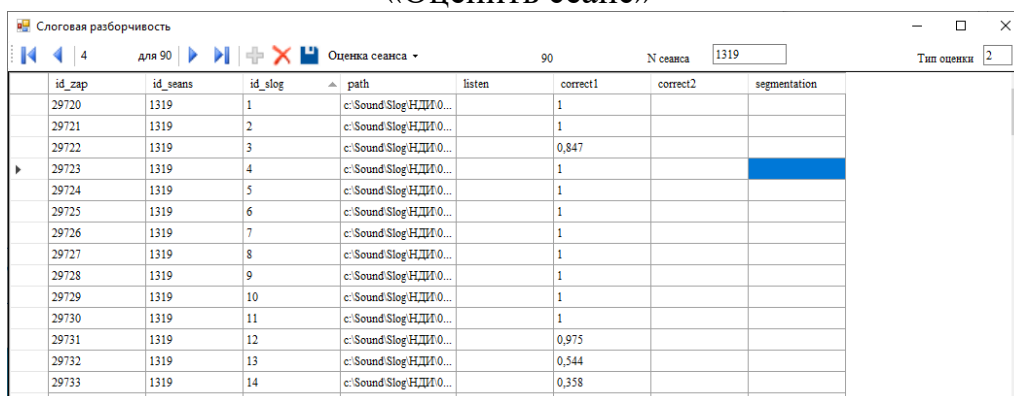 «Оценить сеанс»
Слоговая разборчивость
4 для 90 Оценка сеанса 90 N сеанса 1319 Тип оценки 2
id_zap id_seans id_slog path listen correct1 correct2 segmentation
29720 1319 1 c:\Sound\Slog\НДИ\0... 1
29721 1319 2 c:\Sound\Slog\НДИ\0... 1
29722 1319 3 c:\Sound\Slog\НДИ\0... 0,847
29723 1319 4 c:\Sound\Slog\НДИ\0... 1
29724 1319 5 c:\Sound\Slog\НДИ\0... 1
29725 1319 6 c:\Sound\Slog\НДИ\0... 1
29726 1319 7 c:\Sound\Slog\НДИ\0... 1
29727 1319 8 c:\Sound\Slog\НДИ\0... 1
29728 1319 9 c:\Sound\Slog\НДИ\0... 1
29729 1319 10 c:\Sound\Slog\НДИ\0... 1
29730 1319 11 c:\Sound\Slog\НДИ\0... 1
29731 1319 12 c:\Sound\Slog\НДИ\0... 0,975
29732 1319 13 c:\Sound\Slog\НДИ\0... 0,544
29733 1319 14 c:\Sound\Slog\НДИ\0... 0,358